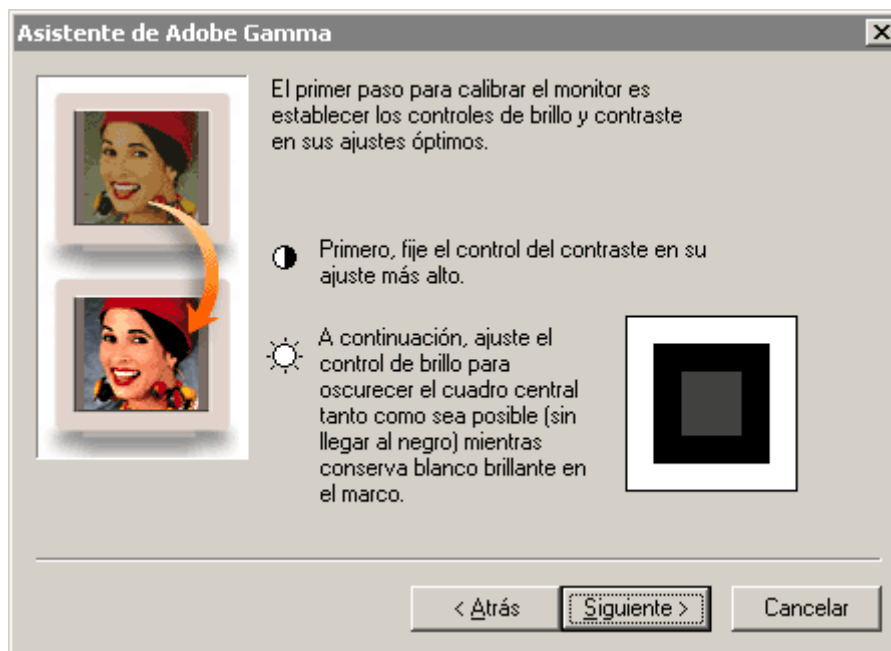 Asistente de Adobe Gamma
El primer paso para calibrar el monitor es
establecer los controles de brillo y contraste
en sus ajustes óptimos.
Primero, fije el control del contraste en su
ajuste más alto.
A continuación, ajuste el
control de brillo para
oscurecer el cuadro central
tanto como sea posible (sin
llegar al negro) mientras
conserva blanco brillante en
el marco.
< Atrás
Siguiente >
Cancelar